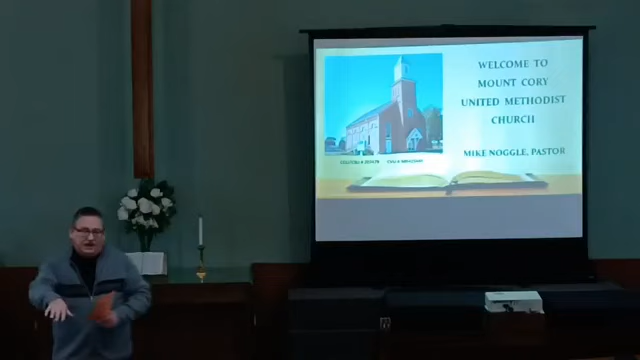 WELCOME TO
MOUNT CORY
UNITED METHODIST
CHURCH
MIKE NOGGLE, PASTOR